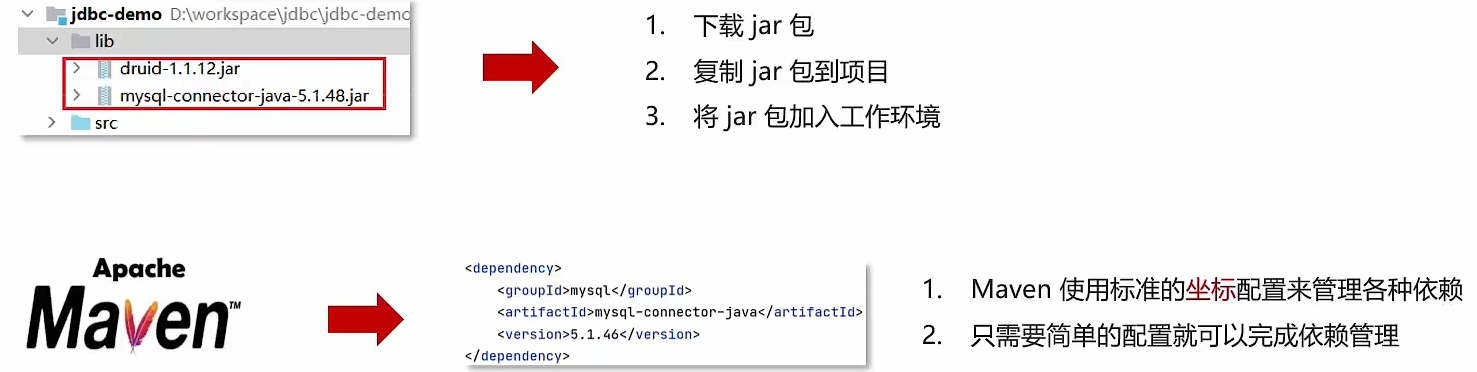 jdbc-demo D:\workspace\jdbc\jdbc-demo
lib
druid-1.1.12.jar
mysql-connector-java-5.1.48.jar
src
1. 下载 jar 包
2. 复制 jar 包到项目
3. 将 jar 包加入工作环境
Apache
Maven™
<dependency>
<groupId>mysql</groupId>
<artifactId>mysql-connector-java</artifactId>
<version>5.1.46</version>
</dependency>
1. Maven 使用标准的坐标配置来管理各种依赖
2. 只需要简单的配置就可以完成依赖管理